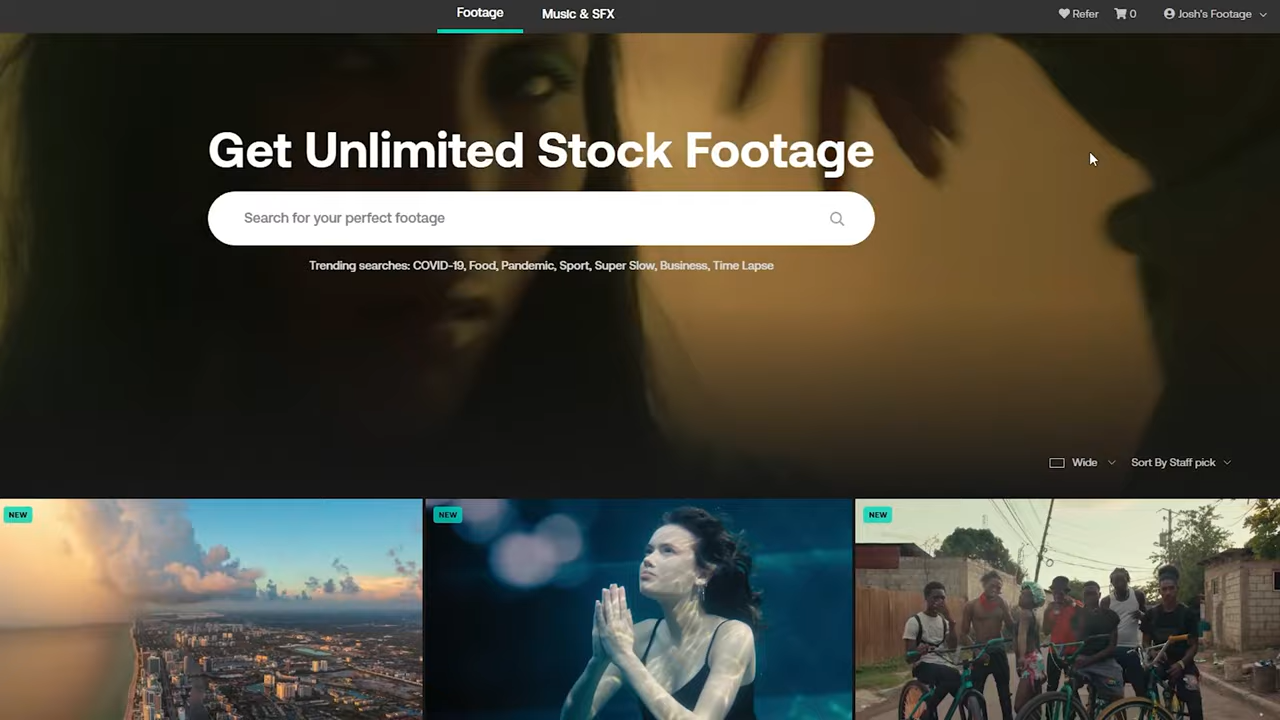 Footage Music & SFX Refer 0 Josh's Footage
Get Unlimited Stock Footage
Search for your perfect footage
Trending searches: COVID-19, Food, Pandemic, Sport, Super Slow, Business, Time Lapse
Wide Sort By Staff pick
NEW NEW NEW